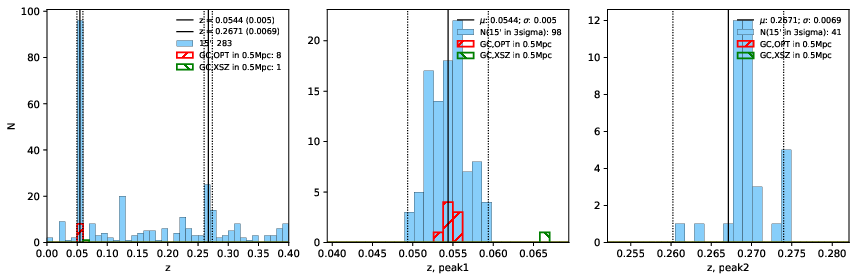 z = 0.0544 (0.005)
z = 0.2671 (0.0069)
15': 283
GC,OPT in 0.5Mpc: 8
GC,XSZ in 0.5Mpc: 1
100
80
60
40
20
0
N
0.00 0.05 0.10 0.15 0.20 0.25 0.30 0.35 0.40
z
μ: 0.0544; σ: 0.005
N(15' in 3sigma): 98
GC,OPT in 0.5Mpc
GC,XSZ in 0.5Mpc
20
15
10
5
0
0.040 0.045 0.050 0.055 0.060 0.065
z, peak1
μ: 0.2671; σ: 0.0069
N(15' in 3sigma): 41
GC,OPT in 0.5Mpc
GC,XSZ in 0.5Mpc
12
10
8
6
4
2
0
0.255 0.260 0.265 0.270 0.275 0.280
z, peak2